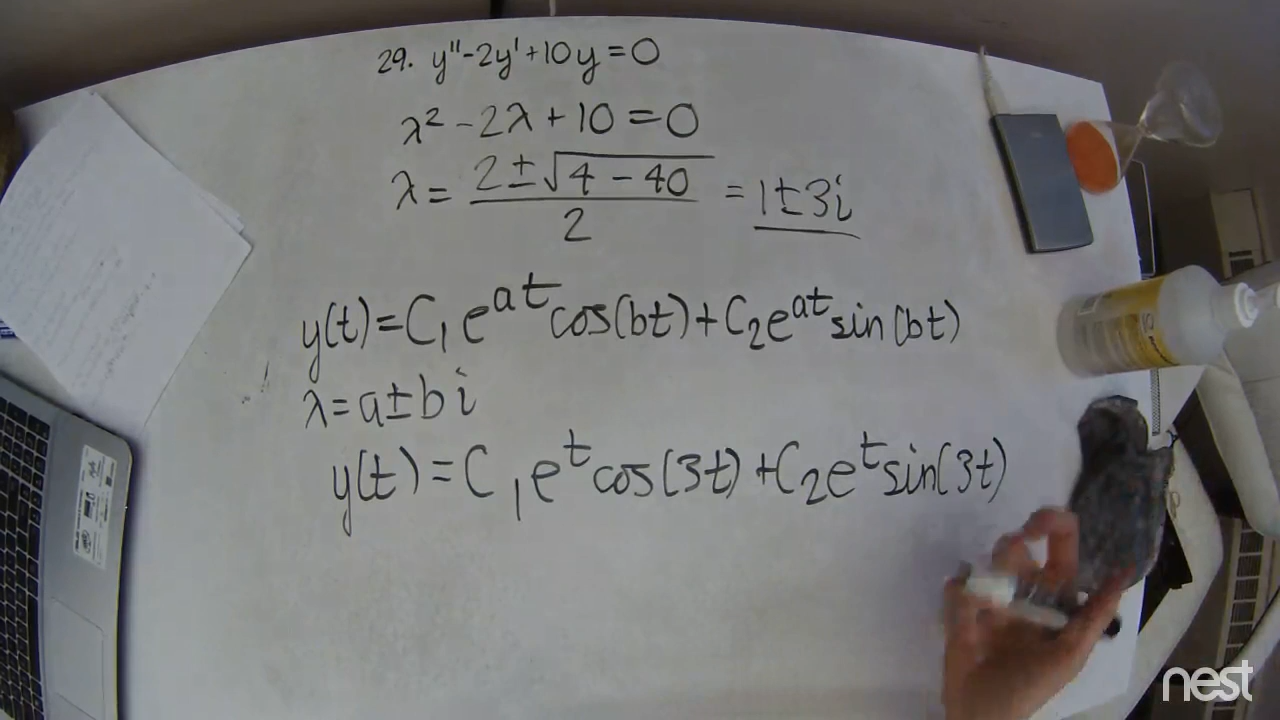 29. y''-2y'+10y=0
λ²-2λ+10=0
λ= 2±√4-40 / 2 = 1±3i
y(t)=C₁e^at cos(bt)+C₂e^at sin(bt)
λ=a±bi
y(t)=C₁e^t cos(3t)+C₂e^t sin(3t)
nest